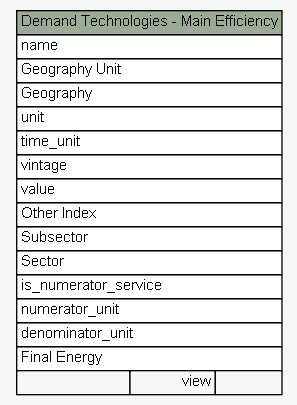 Demand Technologies - Main Efficiency
name
Geography Unit
Geography
unit
time_unit
vintage
value
Other Index
Subsector
Sector
is_numerator_service
numerator_unit
denominator_unit
Final Energy
view